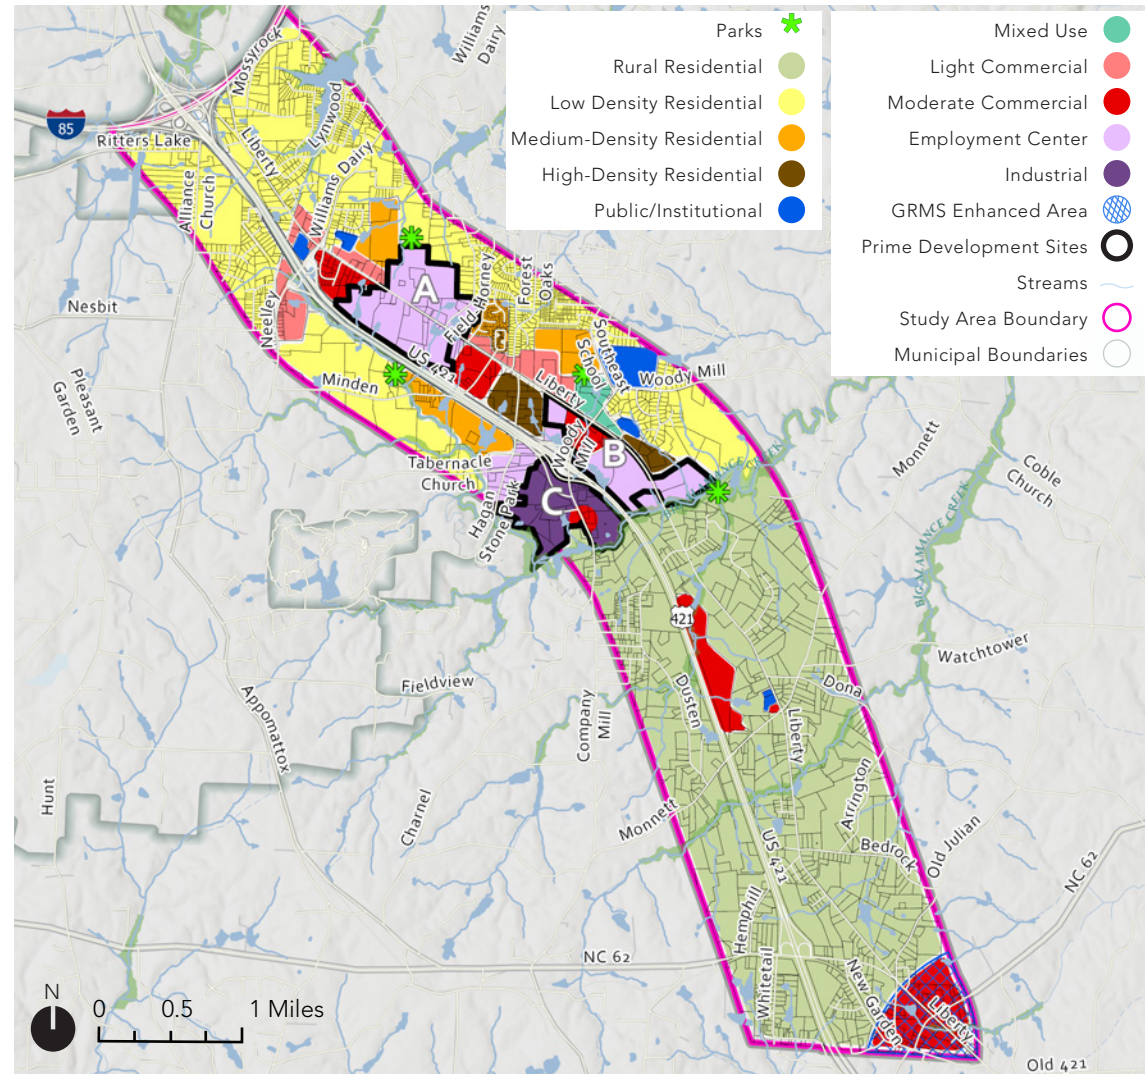 Parks
Rural Residential
Low Density Residential
Medium-Density Residential
High-Density Residential
Public/Institutional
Mixed Use
Light Commercial
Moderate Commercial
Employment Center
Industrial
GRMS Enhanced Area
Prime Development Sites
Streams
Study Area Boundary
Municipal Boundaries
Williams
Dairy
Mossyrock
85
Ritters Lake
Liberty
Lynwood
Williams Dairy
Alliance
Church
Nesbit
Neelley
A
Field Horney
Forest
Oaks
US 421
Minden
Pleasant
Garden
Liberty
School
Southeast
Woody Mill
Woody
Mill
B
Tabernacle
Church
Hagan
Stone Park
C
Monnett
Coble
Church
BIG ALAMANCE CREEK
421
Watchtower
Dona
Fieldview
Dusten
Company
Mill
Liberty
Appomattox
Hunt
Charnel
Monnett
Arrington
US 421
Bedrock
Old Julian
NC 62
Hemphill
NC 62
Whitetail
New Garden
Liberty
Old 421
N
0 0.5 1 Miles